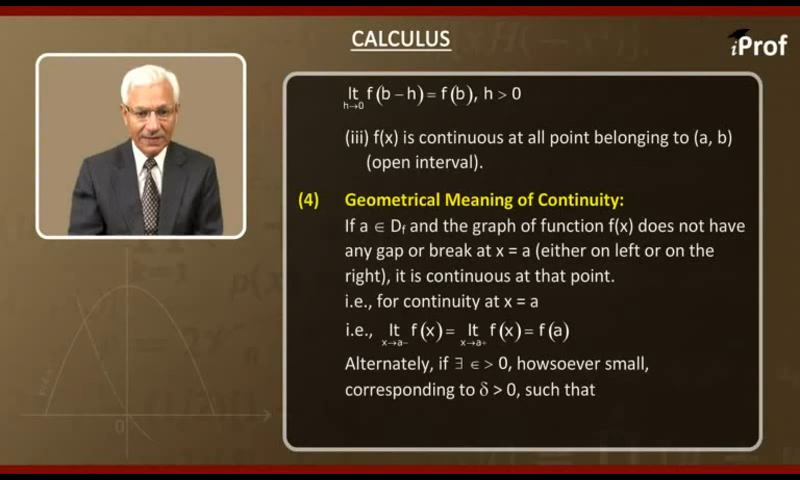 CALCULUS
iProf
lt f(b − h) = f(b), h > 0
h→0
(iii) f(x) is continuous at all point belonging to (a, b)
(open interval).
(4) Geometrical Meaning of Continuity:
If a ∈ Df and the graph of function f(x) does not have
any gap or break at x = a (either on left or on the
right), it is continuous at that point.
i.e., for continuity at x = a
i.e., lt f(x) = lt f(x) = f(a)
x→a− x→a+
Alternately, if ∃ ∈ > 0, howsoever small,
corresponding to δ > 0, such that